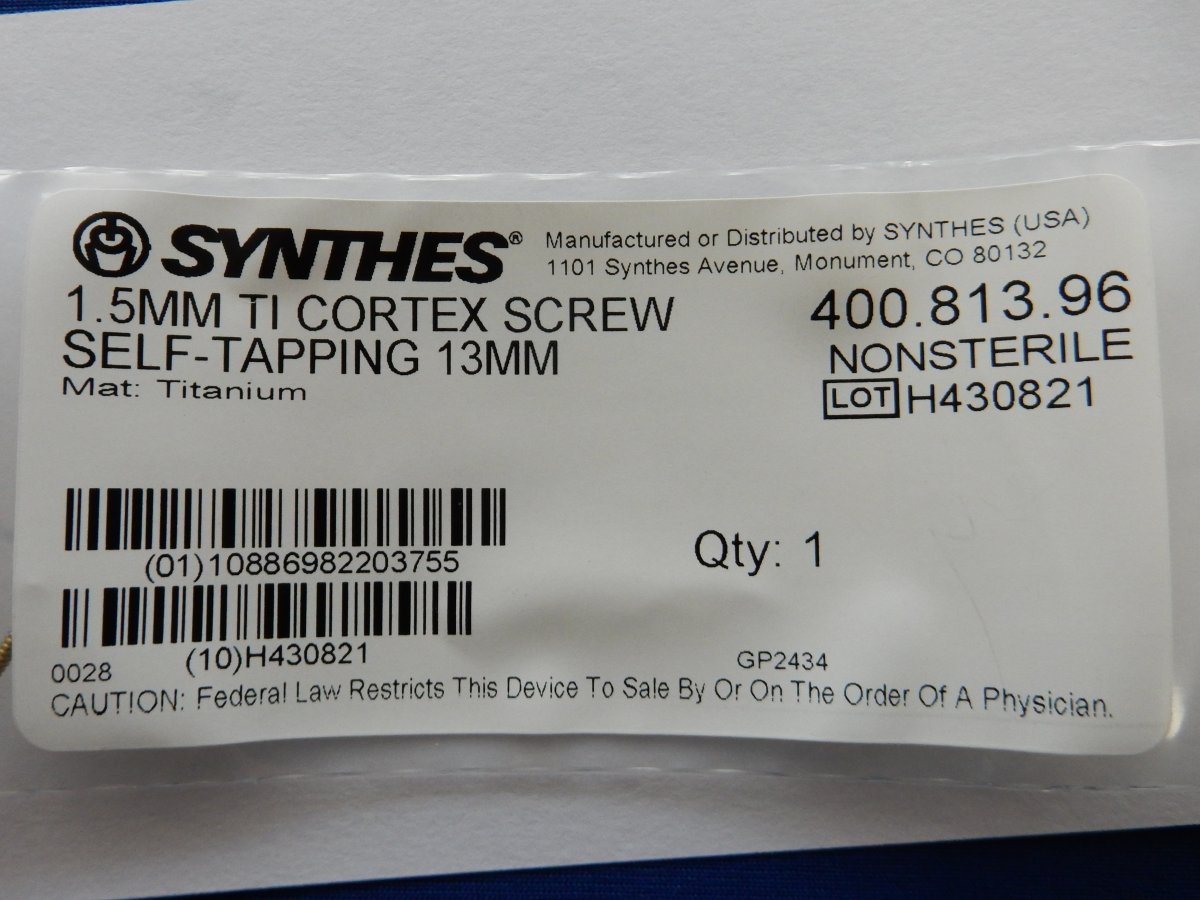 SYNTHES®
Manufactured or Distributed by SYNTHES (USA)
1101 Synthes Avenue, Monument, CO 80132
1.5MM TI CORTEX SCREW
SELF-TAPPING 13MM
Mat: Titanium
400.813.96
NONSTERILE
LOT H430821
(01)10886982203755
Qty: 1
(10)H430821
0028
GP2434
CAUTION: Federal Law Restricts This Device To Sale By Or On The Order Of A Physician.